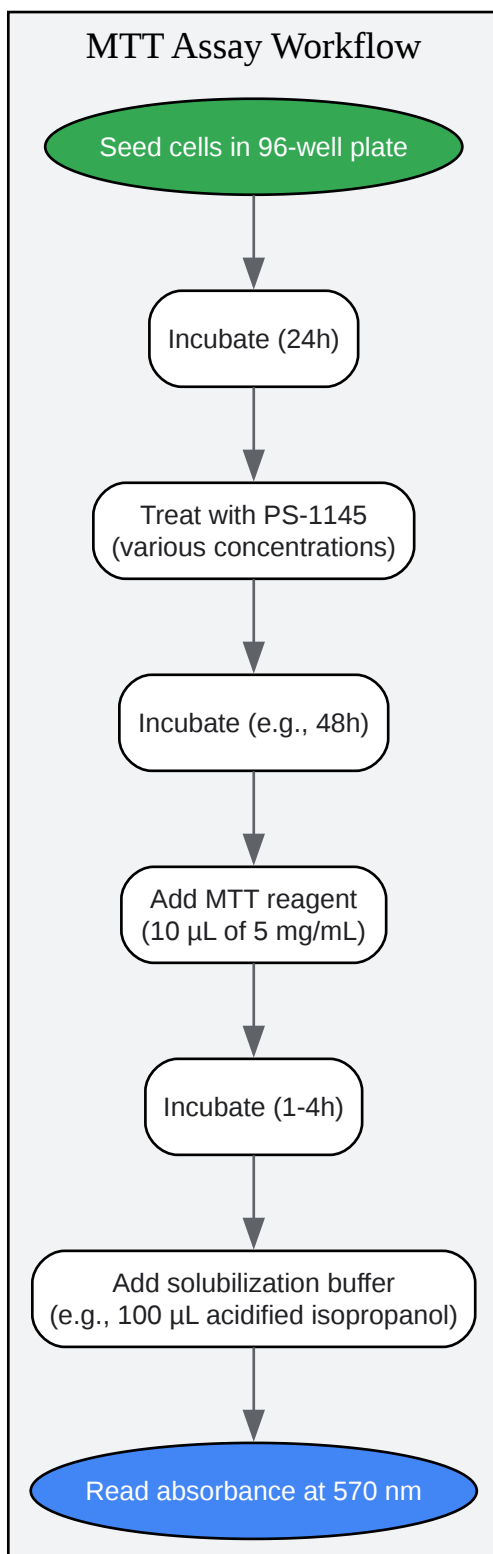 MTT Assay Workflow
Seed cells in 96-well plate
Incubate (24h)
Treat with PS-1145
(various concentrations)
Incubate (e.g., 48h)
Add MTT reagent
(10 µL of 5 mg/mL)
Incubate (1-4h)
Add solubilization buffer
(e.g., 100 µL acidified isopropanol)
Read absorbance at 570 nm